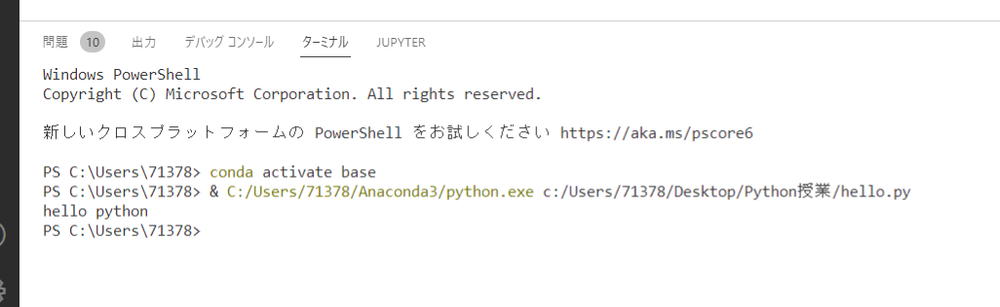 問題 10 出力 デバッグ コンソール ターミナル JUPYTER
Windows PowerShell
Copyright (C) Microsoft Corporation. All rights reserved.
新しいクロスプラットフォームの PowerShell をお試しください https://aka.ms/pscore6
PS C:\Users\71378> conda activate base
PS C:\Users\71378> & C:/Users/71378/Anaconda3/python.exe c:/Users/71378/Desktop/Python授業/hello.py
hello python
PS C:\Users\71378>